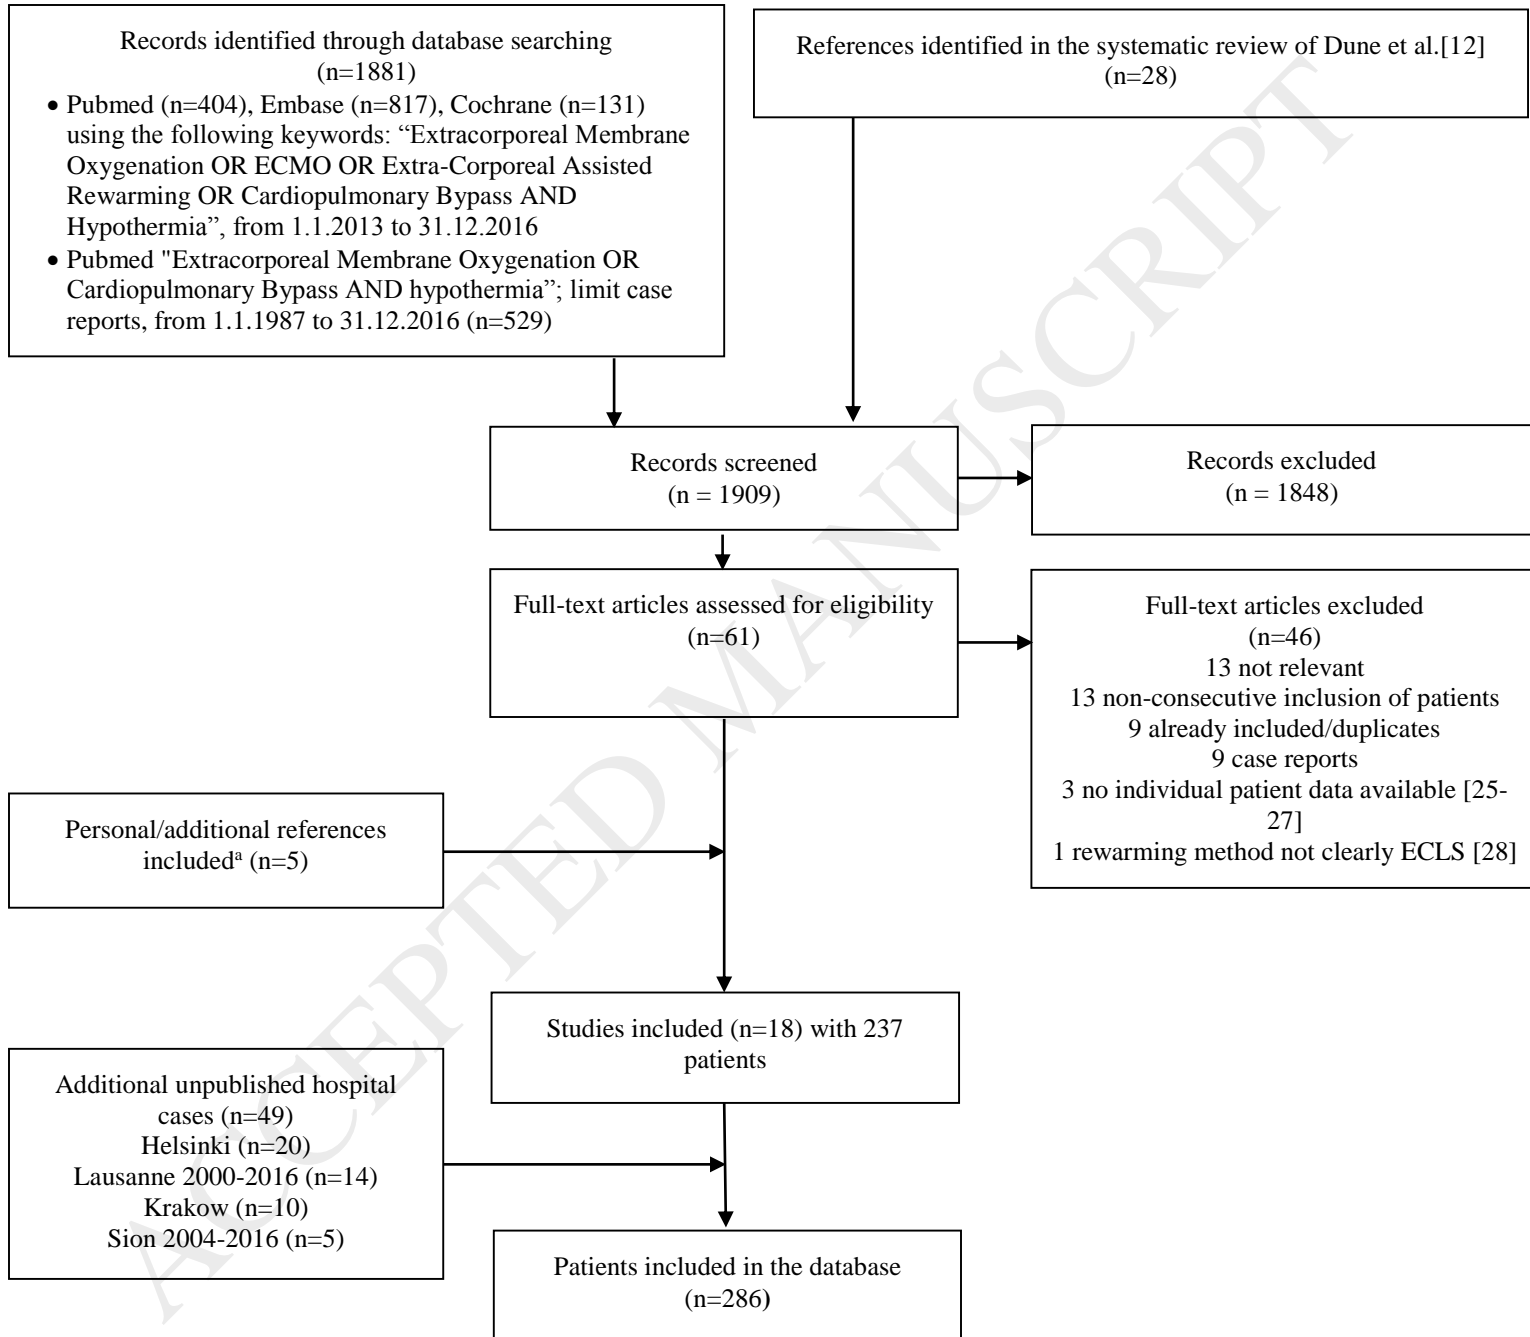 Records identified through database searching
(n=1881)
• Pubmed (n=404), Embase (n=817), Cochrane (n=131)
using the following keywords: “Extracorporeal Membrane
Oxygenation OR ECMO OR Extra-Corporeal Assisted
Rewarming OR Cardiopulmonary Bypass AND
Hypothermia”, from 1.1.2013 to 31.12.2016
• Pubmed "Extracorporeal Membrane Oxygenation OR
Cardiopulmonary Bypass AND hypothermia”; limit case
reports, from 1.1.1987 to 31.12.2016 (n=529)
References identified in the systematic review of Dune et al.[12]
(n=28)
Records screened
(n = 1909)
Records excluded
(n = 1848)
Full-text articles assessed for eligibility
(n=61)
Full-text articles excluded
(n=46)
13 not relevant
13 non-consecutive inclusion of patients
9 already included/duplicates
9 case reports
3 no individual patient data available [25-
27]
1 rewarming method not clearly ECLS [28]
Personal/additional references
includedᵃ (n=5)
Studies included (n=18) with 237
patients
Additional unpublished hospital
cases (n=49)
Helsinki (n=20)
Lausanne 2000-2016 (n=14)
Krakow (n=10)
Sion 2004-2016 (n=5)
Patients included in the database
(n=286)
ACCEPTED MANUSCRIPT